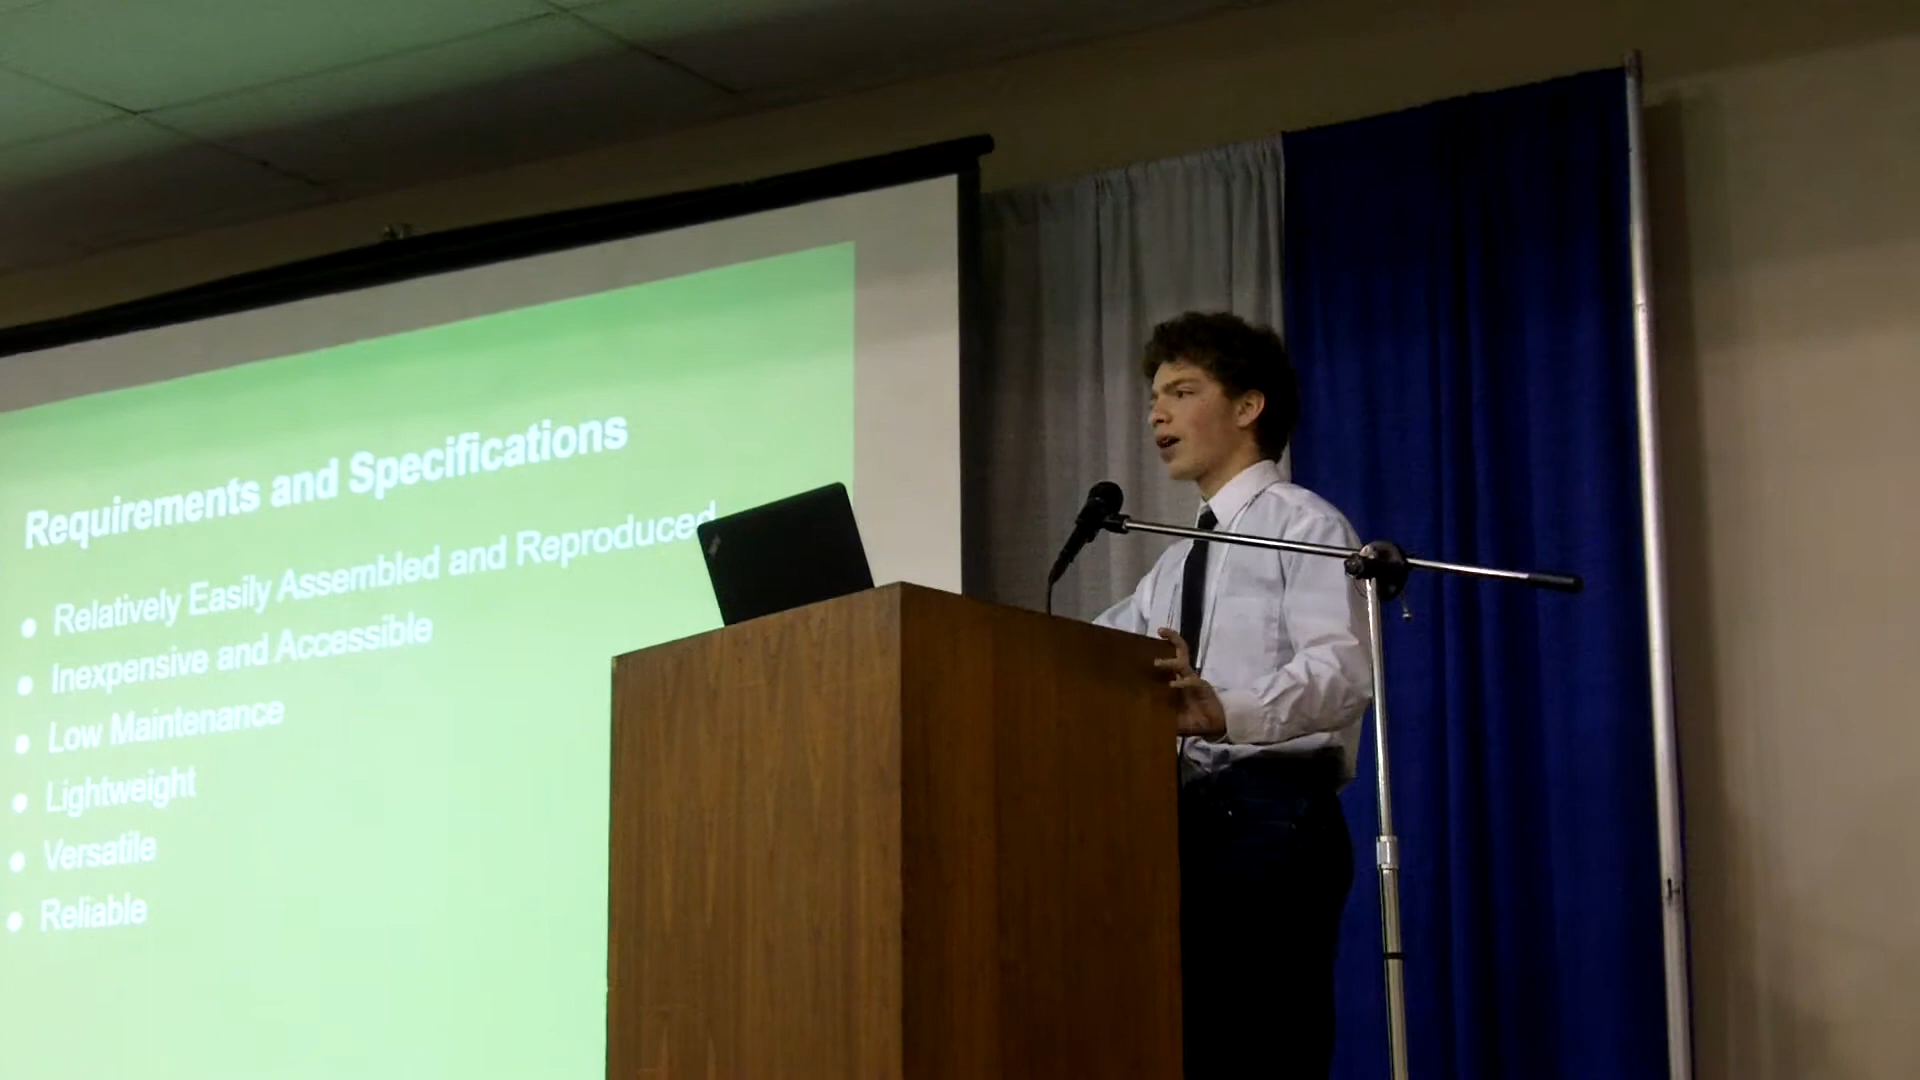 Requirements and Specifications
● Relatively Easily Assembled and Reproduced
● Inexpensive and Accessible
● Low Maintenance
● Lightweight
● Versatile
● Reliable